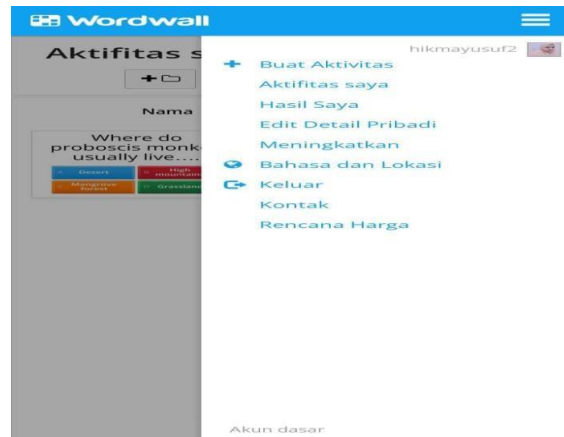 Wordwall
Aktifitas s
hikmayusuf2
Buat Aktivitas
Aktifitas saya
Hasil Saya
Edit Detail Pribadi
Meningkatkan
Bahasa dan Lokasi
Keluar
Kontak
Rencana Harga
Nama
Where do
proboscis monk
usually live....
Desert
High
mountain
Mangrove
forest
Grassland
Akun dasar